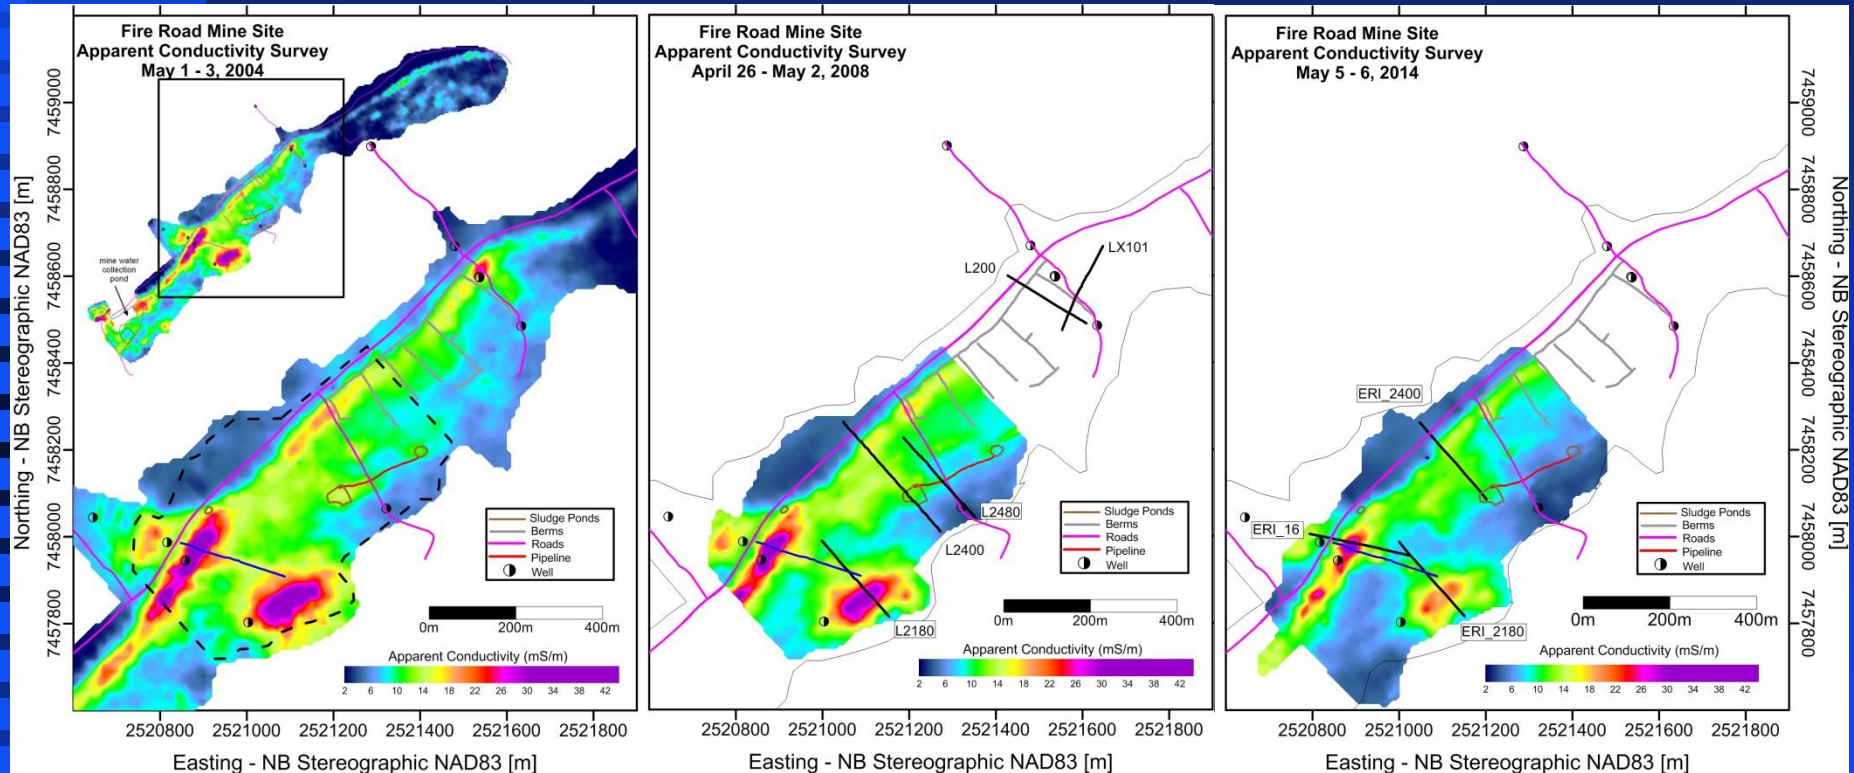 Fire Road Mine Site
Apparent Conductivity Survey
May 1 - 3, 2004
mine water
collection
pond
Northing - NB Stereographic NAD83 [m]
7459000
7458800
7458600
7458400
7458200
7458000
7457800
Sludge Ponds
Berms
Roads
Pipeline
Well
0m 200m 400m
Apparent Conductivity (mS/m)
2 6 10 14 18 22 26 30 34 38 42
2520800 2521000 2521200 2521400 2521600 2521800
Easting - NB Stereographic NAD83 [m]
Fire Road Mine Site
Apparent Conductivity Survey
April 26 - May 2, 2008
LX101
L200
L2480
L2400
L2180
Sludge Ponds
Berms
Roads
Pipeline
Well
0m 200m 400m
Apparent Conductivity (mS/m)
2 6 10 14 18 22 26 30 34 38 42
2520800 2521000 2521200 2521400 2521600 2521800
Easting - NB Stereographic NAD83 [m]
Fire Road Mine Site
Apparent Conductivity Survey
May 5 - 6, 2014
ERI_2400
ERI_16
ERI_2180
Sludge Ponds
Berms
Roads
Pipeline
Well
0m 200m 400m
Apparent Conductivity (mS/m)
2 6 10 14 18 22 26 30 34 38 42
2520800 2521000 2521200 2521400 2521600 2521800
Easting - NB Stereographic NAD83 [m]
7459000
7458800
7458600
7458400
7458200
7458000
7457800
Northing - NB Stereographic NAD83 [m]